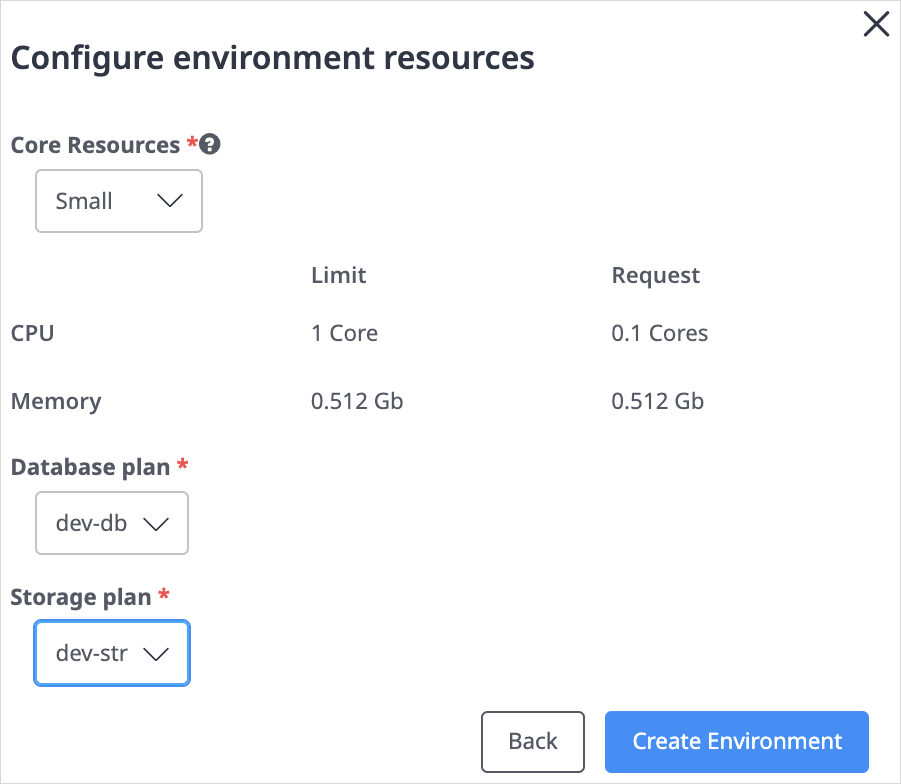 Configure environment resources
Core Resources *
Small
Limit Request
CPU 1 Core 0.1 Cores
Memory 0.512 Gb 0.512 Gb
Database plan *
dev-db
Storage plan *
dev-str
Back Create Environment